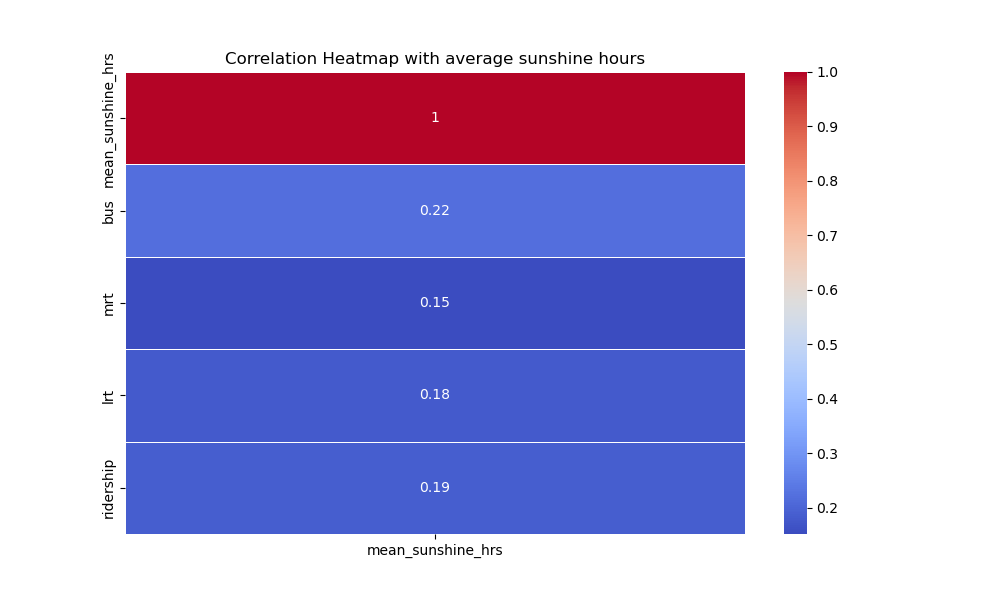 Correlation Heatmap with average sunshine hours
mean_sunshine_hrs
bus
mrt
lrt
ridership
1
0.22
0.15
0.18
0.19
mean_sunshine_hrs
1.0
0.9
0.8
0.7
0.6
0.5
0.4
0.3
0.2